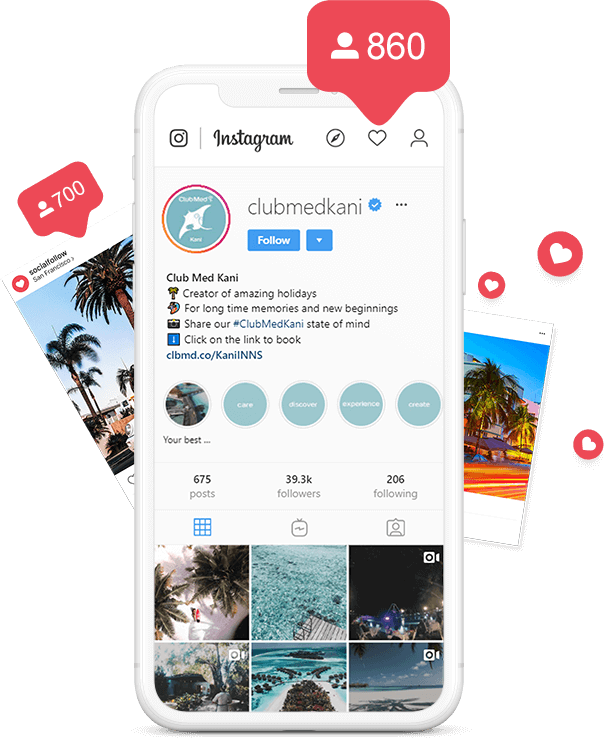 860
Instagram
700
socialfollow
San Francisco >
ClubMed
Kani
clubmedkani
Follow
Club Med Kani
Creator of amazing holidays
For long time memories and new beginnings
Share our #ClubMedKani state of mind
Click on the link to book
clbmd.co/KaniINNS
care
discover
experience
create
Your best ...
675
posts
39.3k
followers
206
following